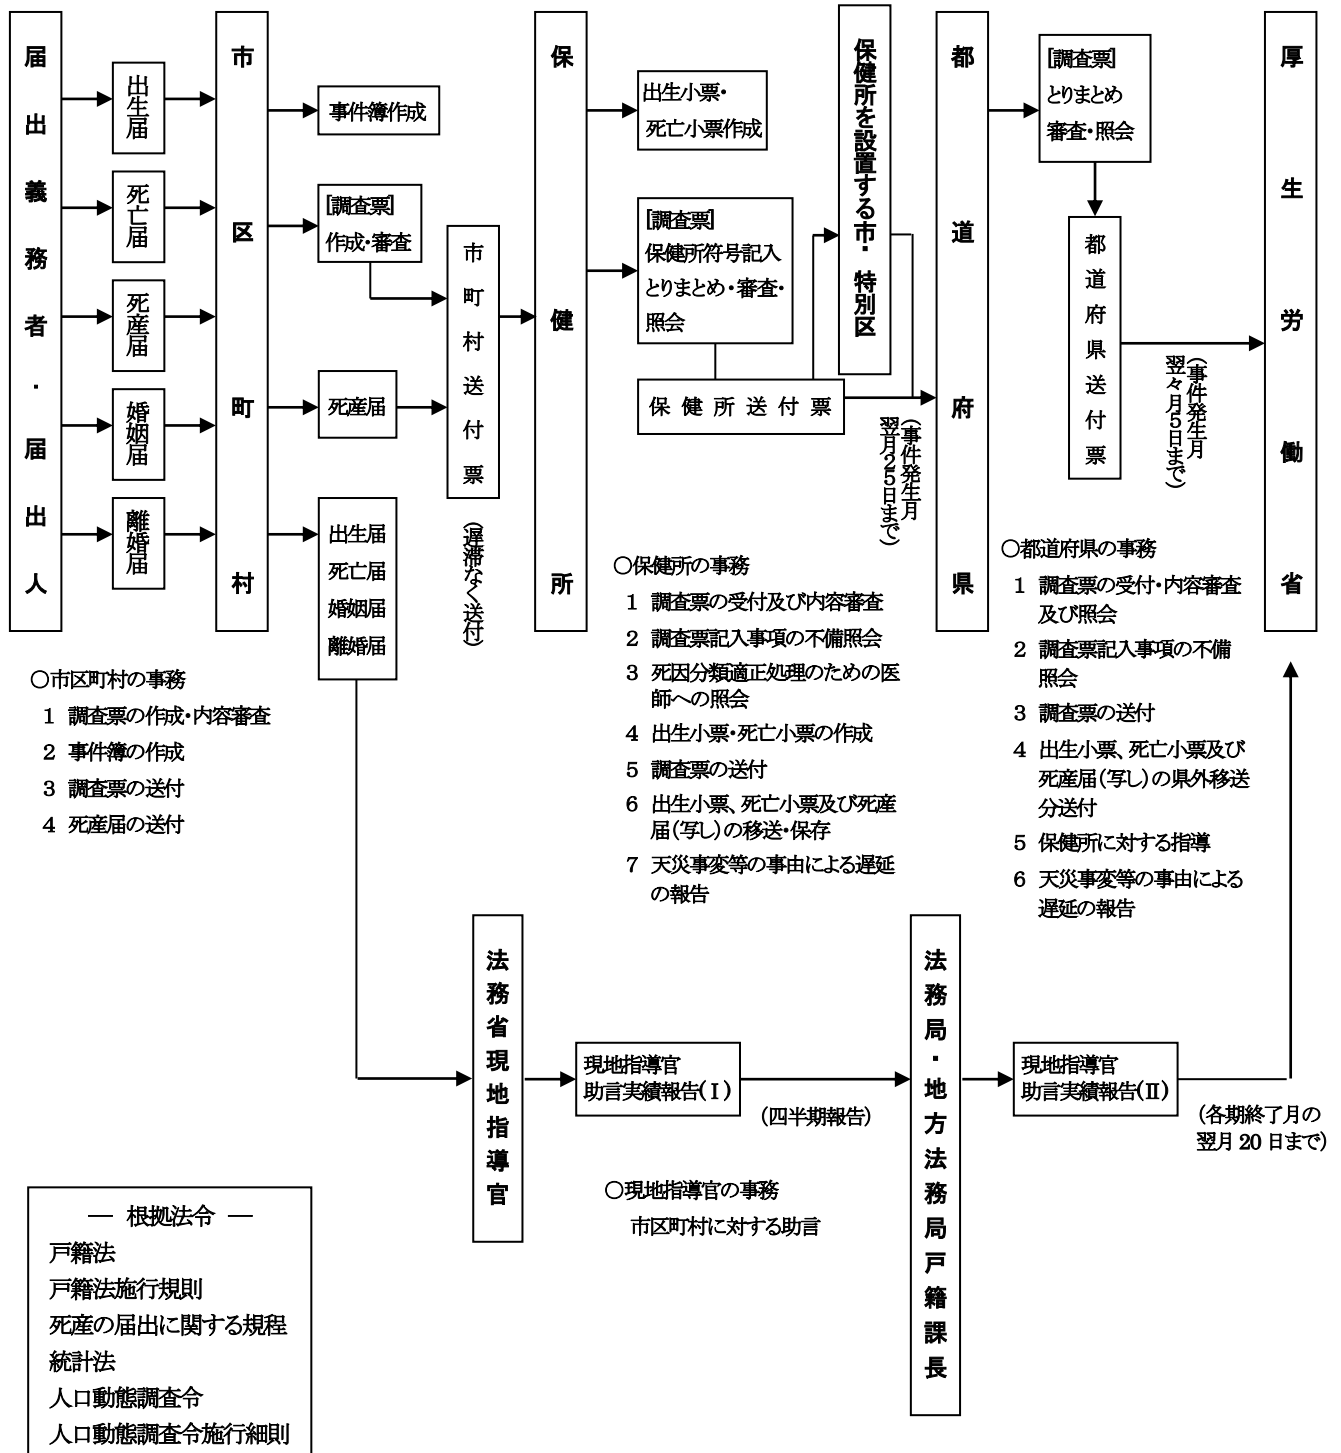 届出義務者・届出人
出生届
死亡届
死産届
婚姻届
離婚届
市区町村
事件簿作成
[調査票]
作成・審査
死産届
出生届
死亡届
婚姻届
離婚届
市町村送付票
(遅滞なく送付)
保健所
出生小票・
死亡小票作成
[調査票]
保健所符号記入
とりまとめ・審査・
照会
保健所送付票
保健所を設置する市・特別区
(事件発生月
翌月25日まで)
都道府県
[調査票]
とりまとめ
審査・照会
都道府県送付票
(事件発生月
翌々月5日まで)
厚生労働省
○市区町村の事務
1 調査票の作成・内容審査
2 事件簿の作成
3 調査票の送付
4 死産届の送付
○保健所の事務
1 調査票の受付及び内容審査
2 調査票記入事項の不備照会
3 死因分類適正処理のための医
師への照会
4 出生小票・死亡小票の作成
5 調査票の送付
6 出生小票、死亡小票及び死産
届(写し)の移送・保存
7 天災事変等の事由による遅延
の報告
○都道府県の事務
1 調査票の受付・内容審査
及び照会
2 調査票記入事項の不備
照会
3 調査票の送付
4 出生小票、死亡小票及び
死産届(写し)の県外移送
分送付
5 保健所に対する指導
6 天災事変等の事由による
遅延の報告
法務省現地指導官
現地指導官
助言実績報告(Ⅰ)
(四半期報告)
法務局・地方法務局戸籍課長
現地指導官
助言実績報告(Ⅱ)
(各期終了月の
翌月20日まで)
○現地指導官の事務
市区町村に対する助言
― 根拠法令 ―
戸籍法
戸籍法施行規則
死産の届出に関する規程
統計法
人口動態調査令
人口動態調査令施行細則